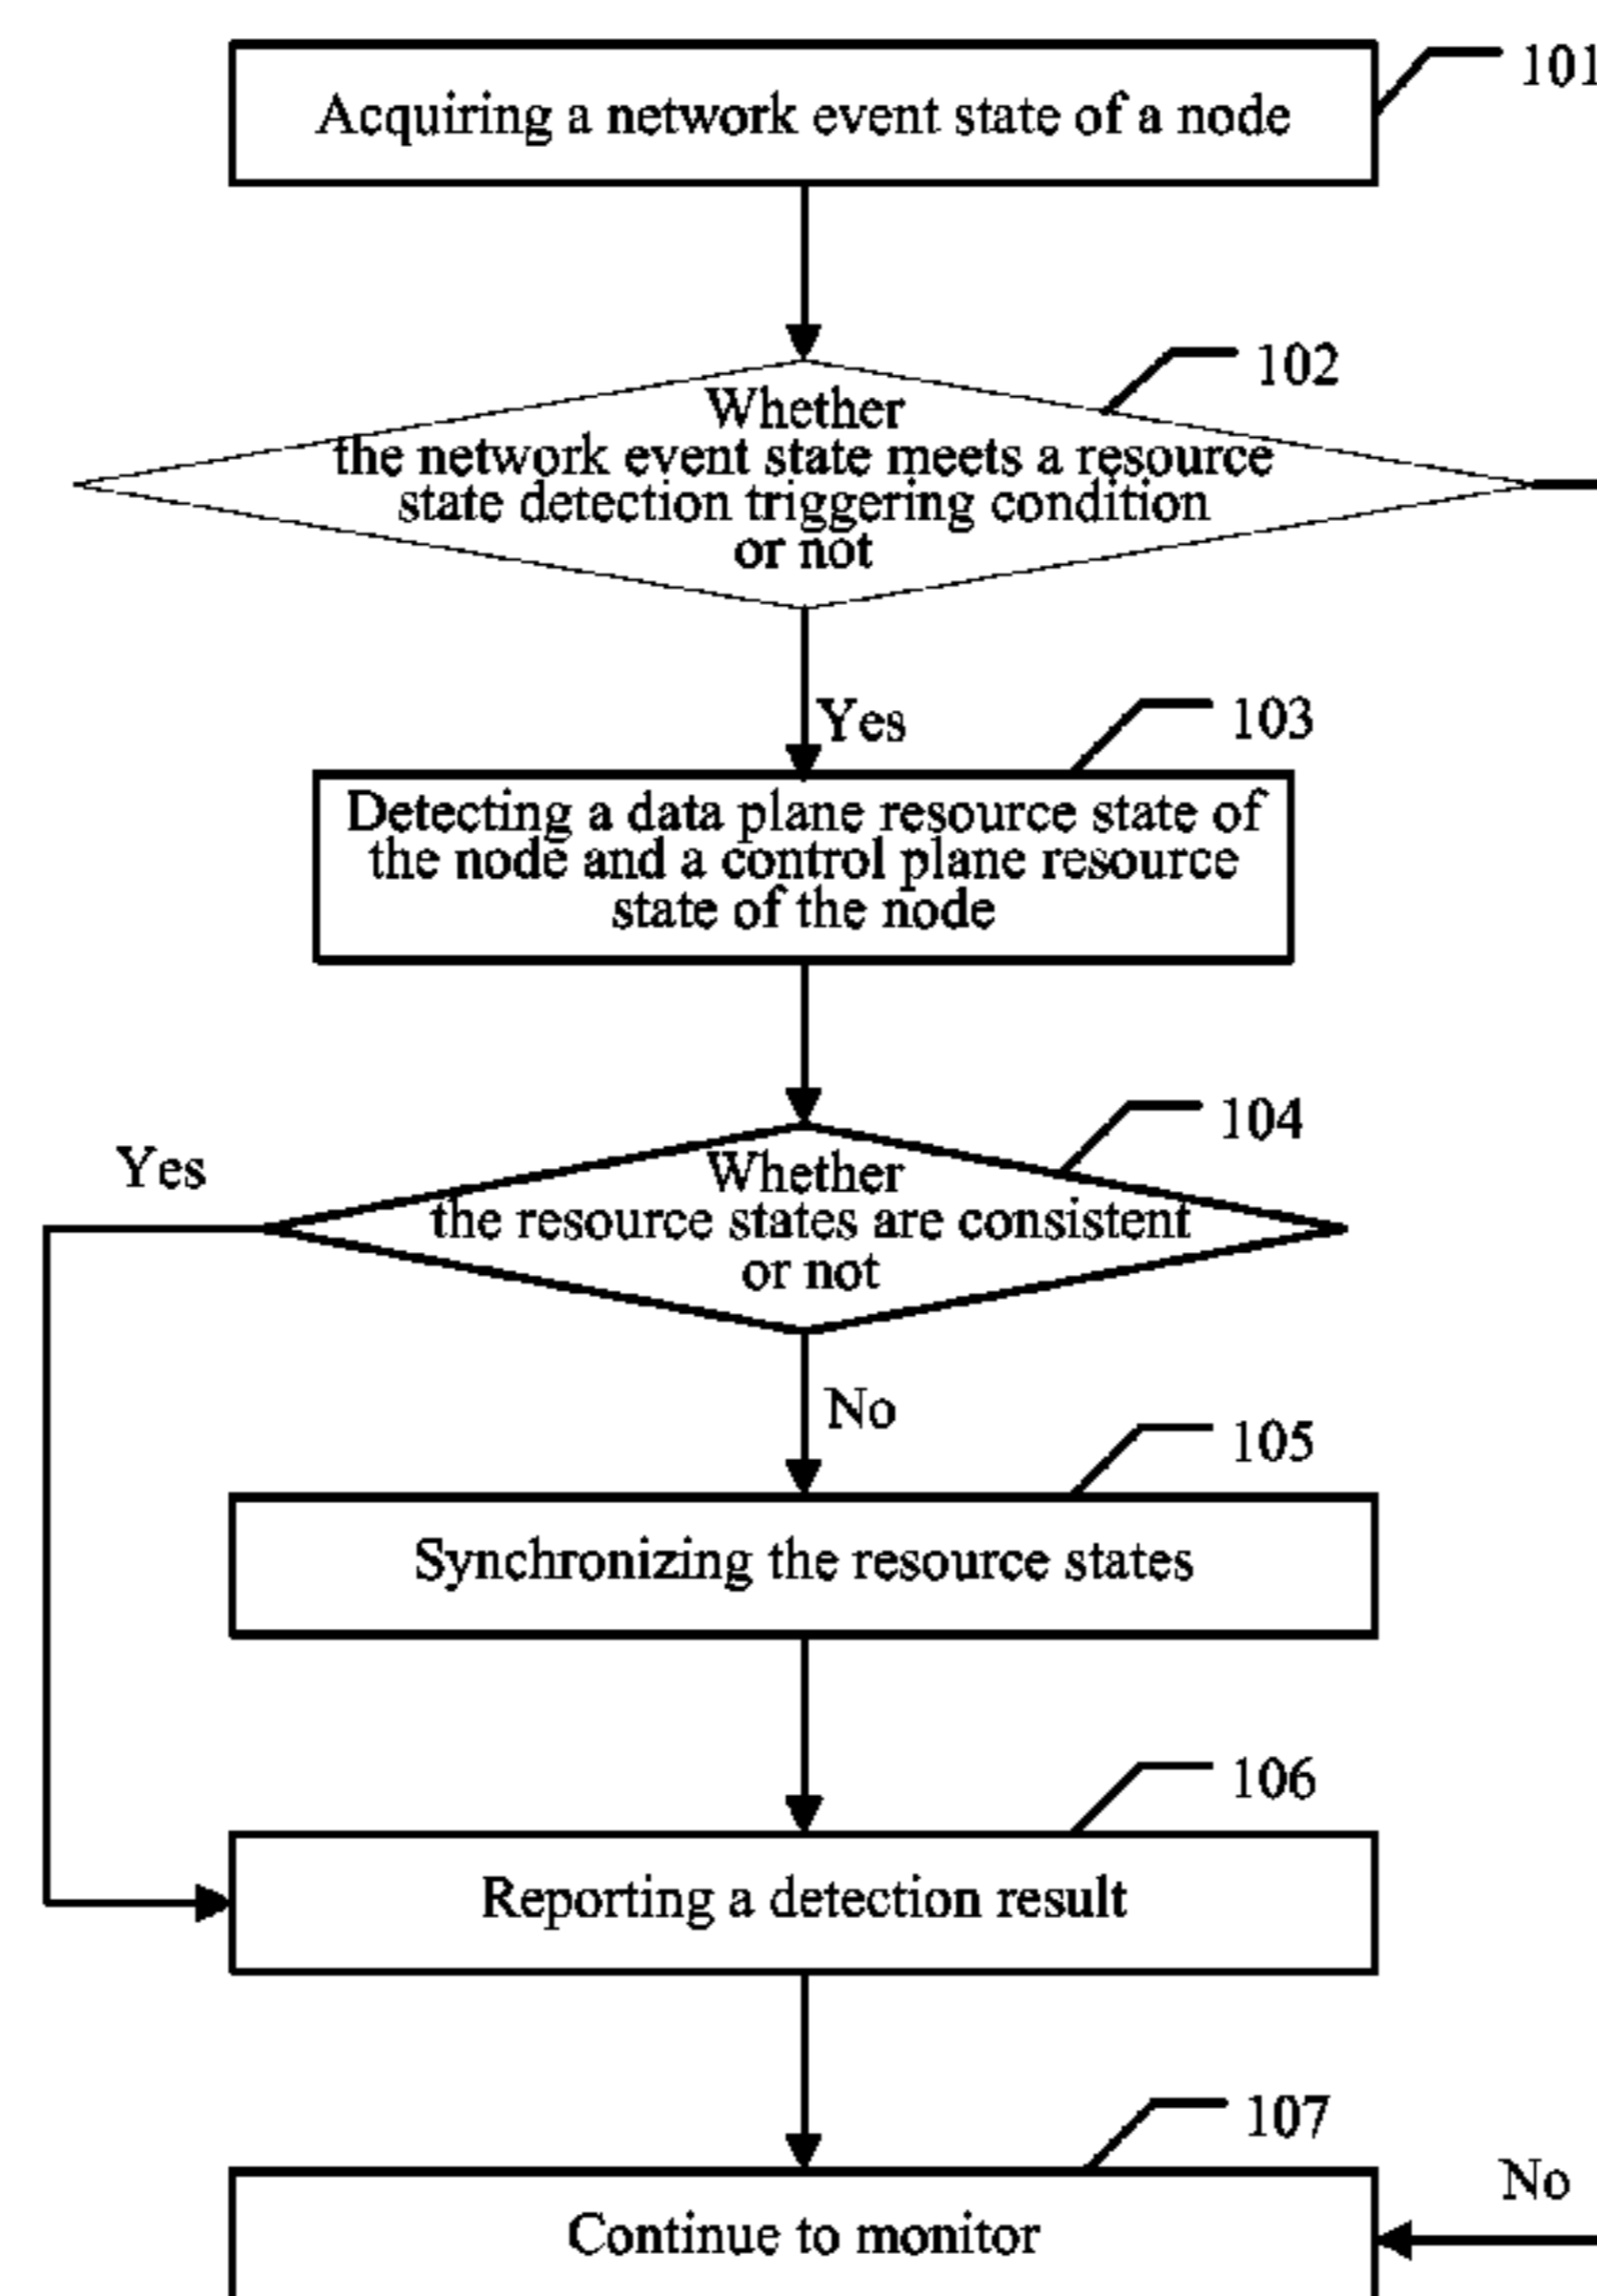 101
Acquiring a network event state of a node
102
Whether
the network event state meets a resource
state detection triggering condition
or not
Yes
103
Detecting a data plane resource state of
the node and a control plane resource
state of the node
104
Yes
Whether
the resource states are consistent
or not
No
105
Synchronizing the resource states
106
Reporting a detection result
107
No
Continue to monitor